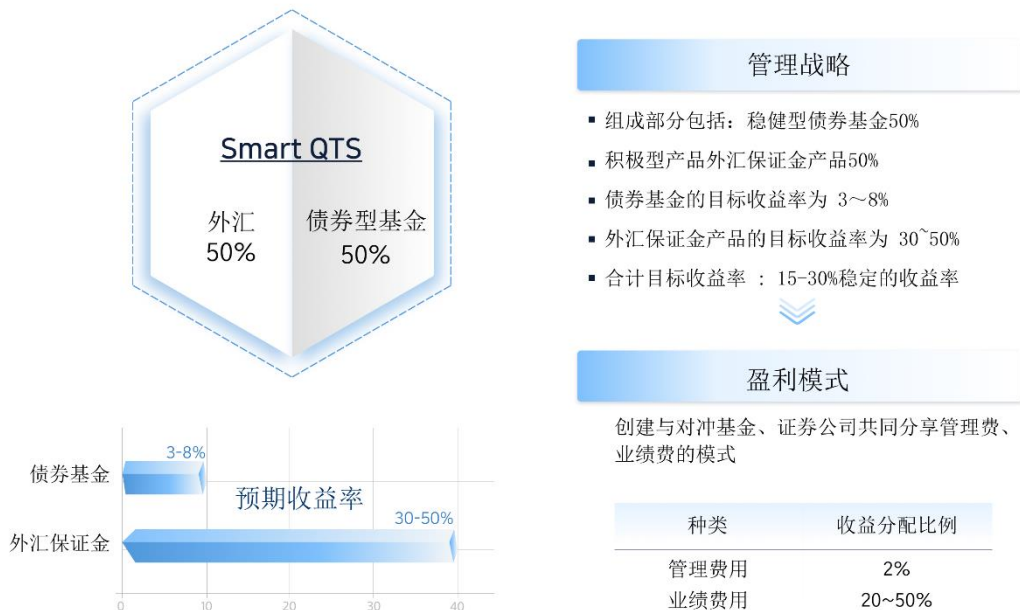 Smart QTS
外汇
50%
债券型基金
50%
管理战略
▪ 组成部分包括：稳健型债券基金50%
▪ 积极型产品外汇保证金产品50%
▪ 债券基金的目标收益率为 3～8%
▪ 外汇保证金产品的目标收益率为 30~50%
▪ 合计目标收益率 : 15-30%稳定的收益率
盈利模式
创建与对冲基金、证券公司共同分享管理费、
业绩费的模式
种类 收益分配比例
管理费用 2%
业绩费用 20~50%
3-8%
债券基金
预期收益率
30-50%
外汇保证金
0 10 20 30 40